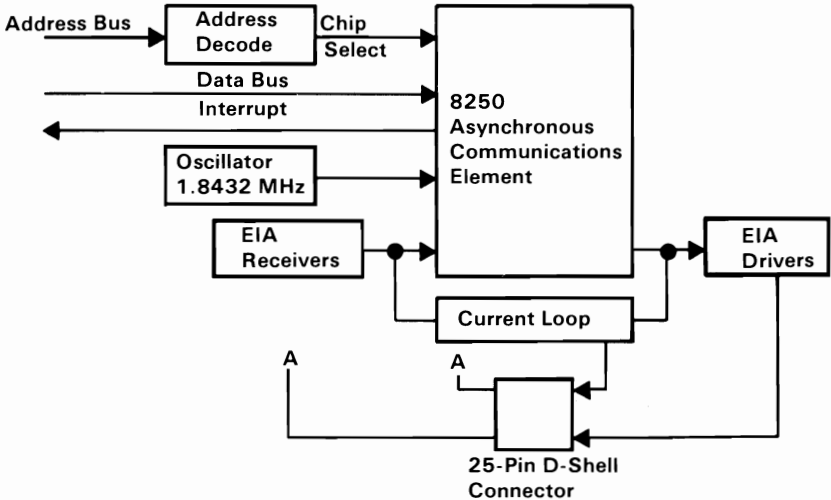 Address Bus
Address
Decode
Chip
Select
Data Bus
Interrupt
8250
Asynchronous
Communications
Element
Oscillator
1.8432 MHz
EIA
Receivers
EIA
Drivers
Current Loop
A
A
25-Pin D-Shell
Connector